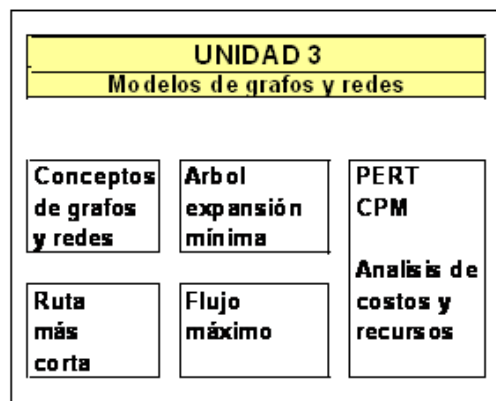 UNIDAD 3
Modelos de grafos y redes
Conceptos
de grafos
y redes
Arbol
expansión
mínima
PERT
CPM
Analisis de
costos y
recursos
Ruta
más
corta
Flujo
máximo